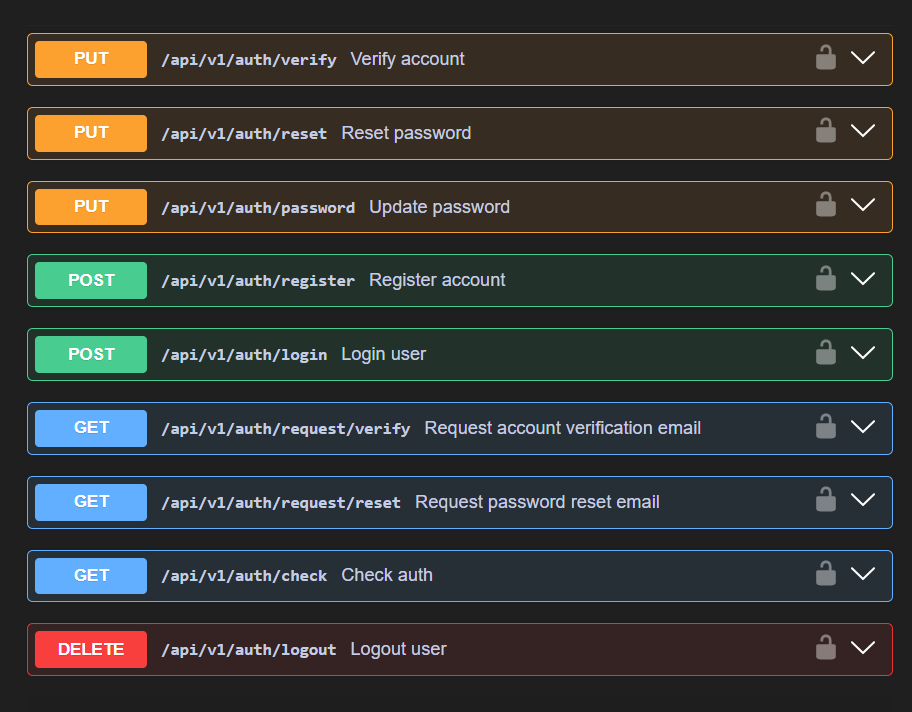 PUT /api/v1/auth/verify Verify account
PUT /api/v1/auth/reset Reset password
PUT /api/v1/auth/password Update password
POST /api/v1/auth/register Register account
POST /api/v1/auth/login Login user
GET /api/v1/auth/request/verify Request account verification email
GET /api/v1/auth/request/reset Request password reset email
GET /api/v1/auth/check Check auth
DELETE /api/v1/auth/logout Logout user